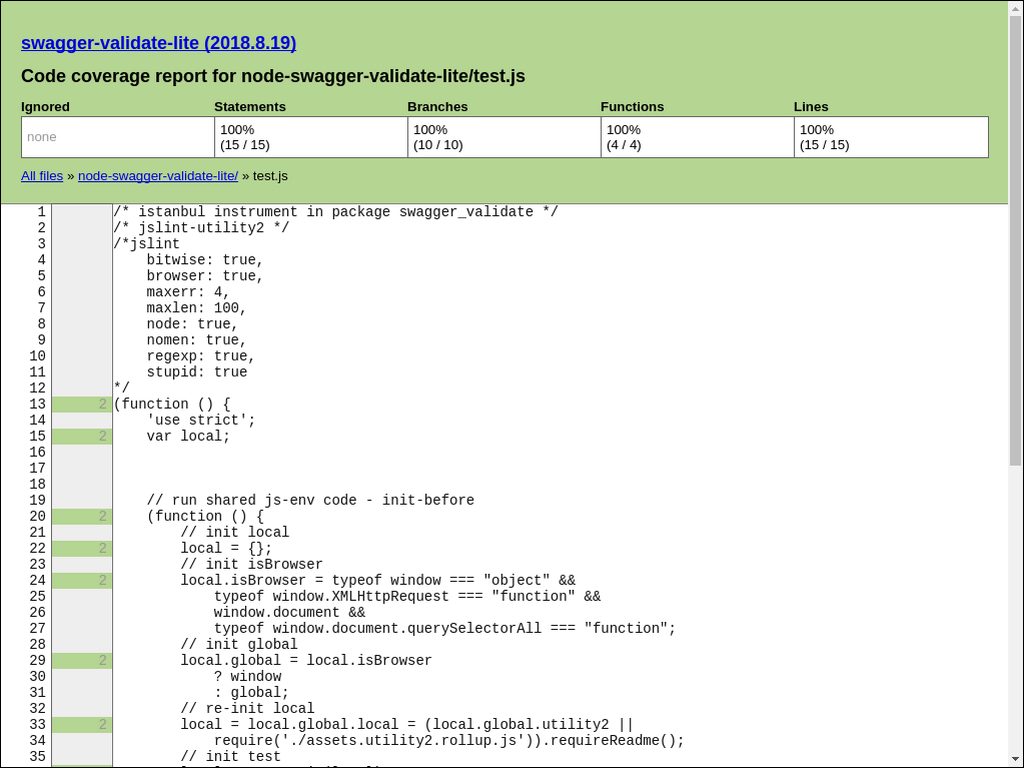 swagger-validate-lite (2018.8.19)
Code coverage report for node-swagger-validate-lite/test.js
Ignored Statements Branches Functions Lines
none 100% 100% 100% 100%
(15 / 15) (10 / 10) (4 / 4) (15 / 15)
All files » node-swagger-validate-lite/ » test.js
1 /* istanbul instrument in package swagger_validate */
2 /* jslint-utility2 */
3 /*jslint
4     bitwise: true,
5     browser: true,
6     maxerr: 4,
7     maxlen: 100,
8     node: true,
9     nomen: true,
10     regexp: true,
11     stupid: true
12 */
13 2 (function () {
14     'use strict';
15 2     var local;
16
17
18
19     // run shared js-env code - init-before
20 2     (function () {
21         // init local
22 2         local = {};
23         // init isBrowser
24 2         local.isBrowser = typeof window === "object" &&
25             typeof window.XMLHttpRequest === "function" &&
26             window.document &&
27             typeof window.document.querySelectorAll === "function";
28         // init global
29 2         local.global = local.isBrowser
30             ? window
31             : global;
32         // re-init local
33 2         local = local.global.local = (local.global.utility2 ||
34             require('./assets.utility2.rollup.js')).requireReadme();
35         // init test